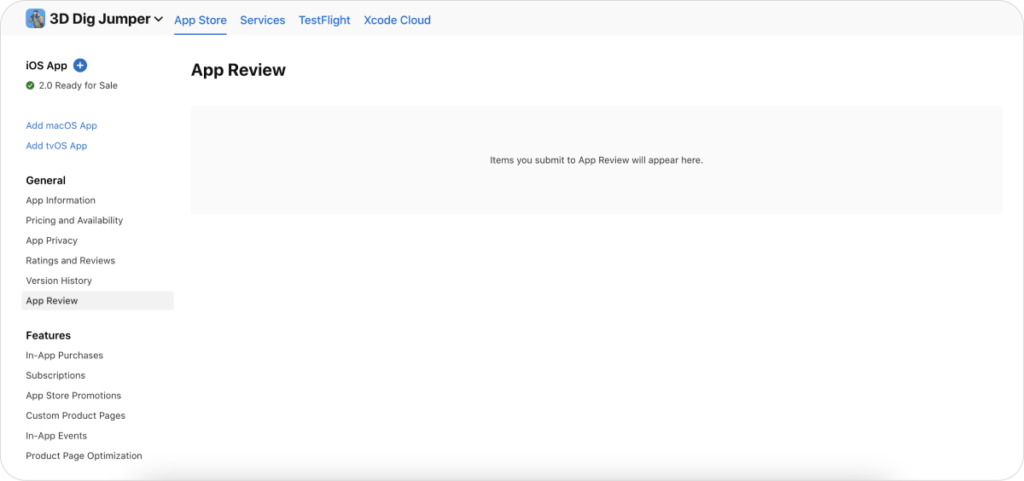 3D Dig Jumper App Store Services TestFlight Xcode Cloud
iOS App
2.0 Ready for Sale
Add macOS App
Add tvOS App
General
App Information
Pricing and Availability
App Privacy
Ratings and Reviews
Version History
App Review
Features
In-App Purchases
Subscriptions
App Store Promotions
Custom Product Pages
In-App Events
Product Page Optimization
App Review
Items you submit to App Review will appear here.